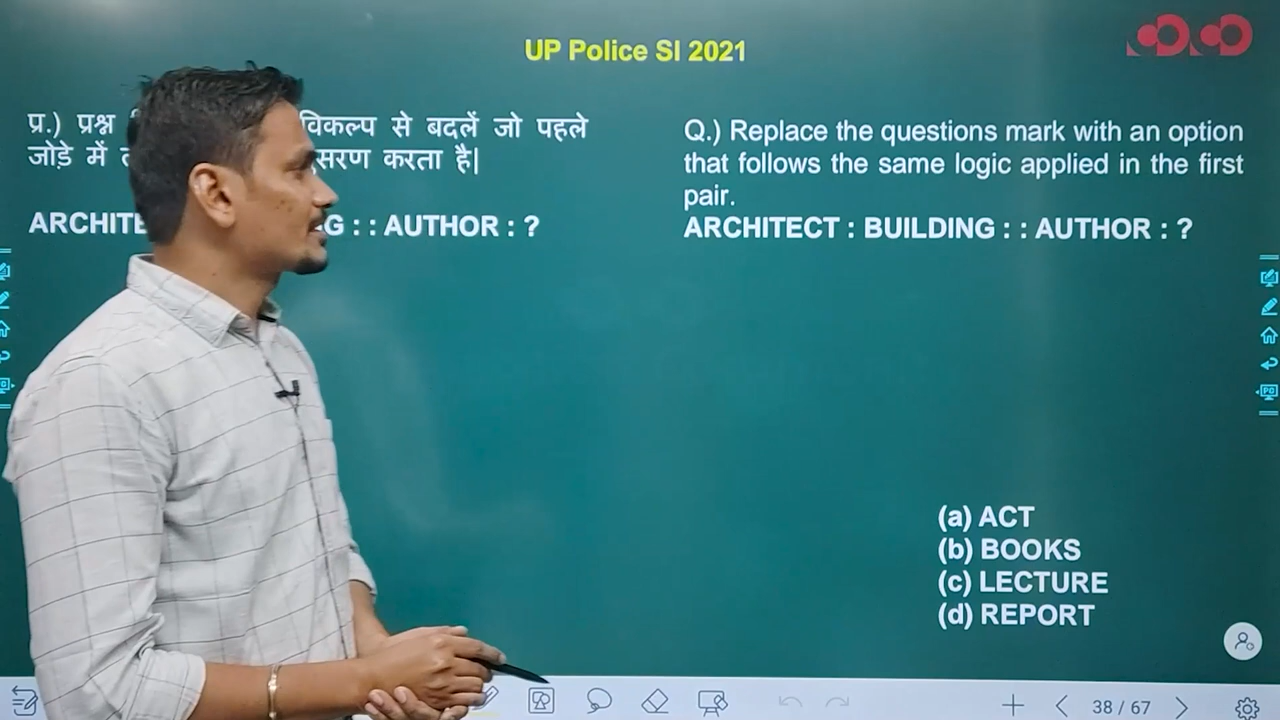 UP Police SI 2021
प्र.) प्रश्न विकल्प से बदलें जो पहले
जोड़े में करता है|
ARCHITE G : : AUTHOR : ?
Q.) Replace the questions mark with an option
that follows the same logic applied in the first
pair.
ARCHITECT : BUILDING : : AUTHOR : ?
(a) ACT
(b) BOOKS
(c) LECTURE
(d) REPORT
38 / 67